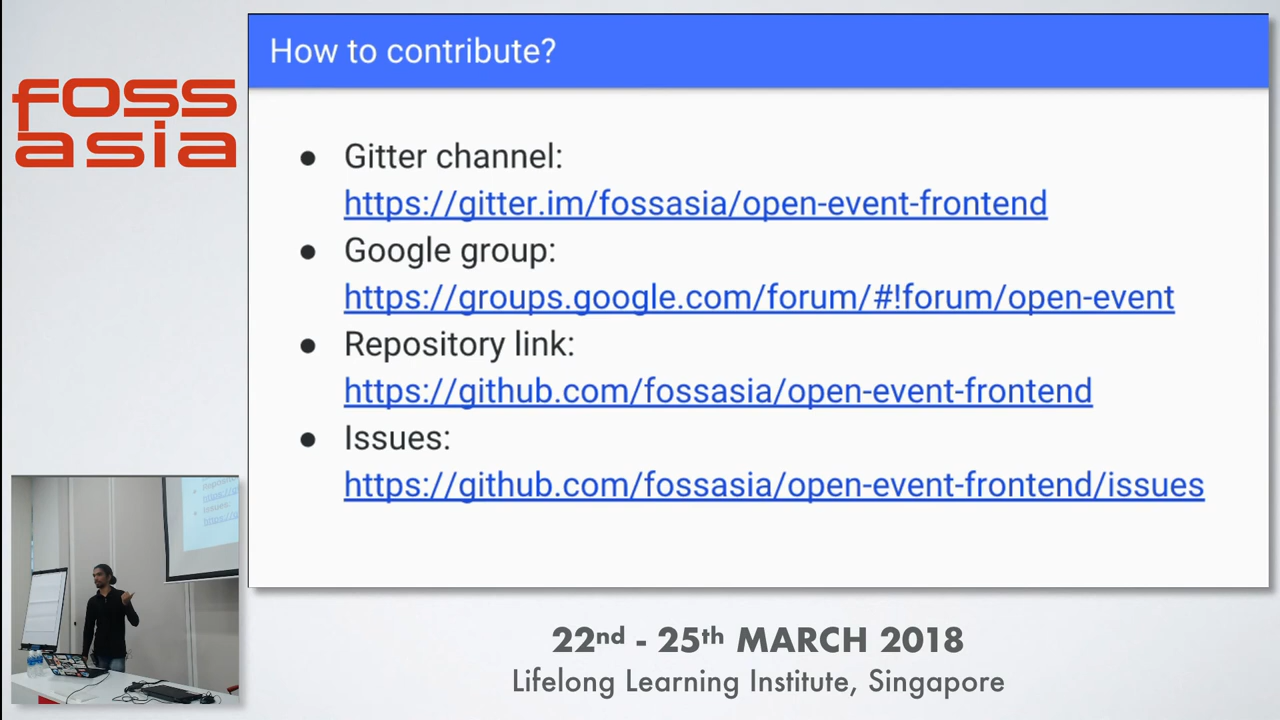 How to contribute?
foss
asia
● Gitter channel:
https://gitter.im/fossasia/open-event-frontend
● Google group:
https://groups.google.com/forum/#!forum/open-event
● Repository link:
https://github.com/fossasia/open-event-frontend
● Issues:
https://github.com/fossasia/open-event-frontend/issues
22nd - 25th MARCH 2018
Lifelong Learning Institute, Singapore